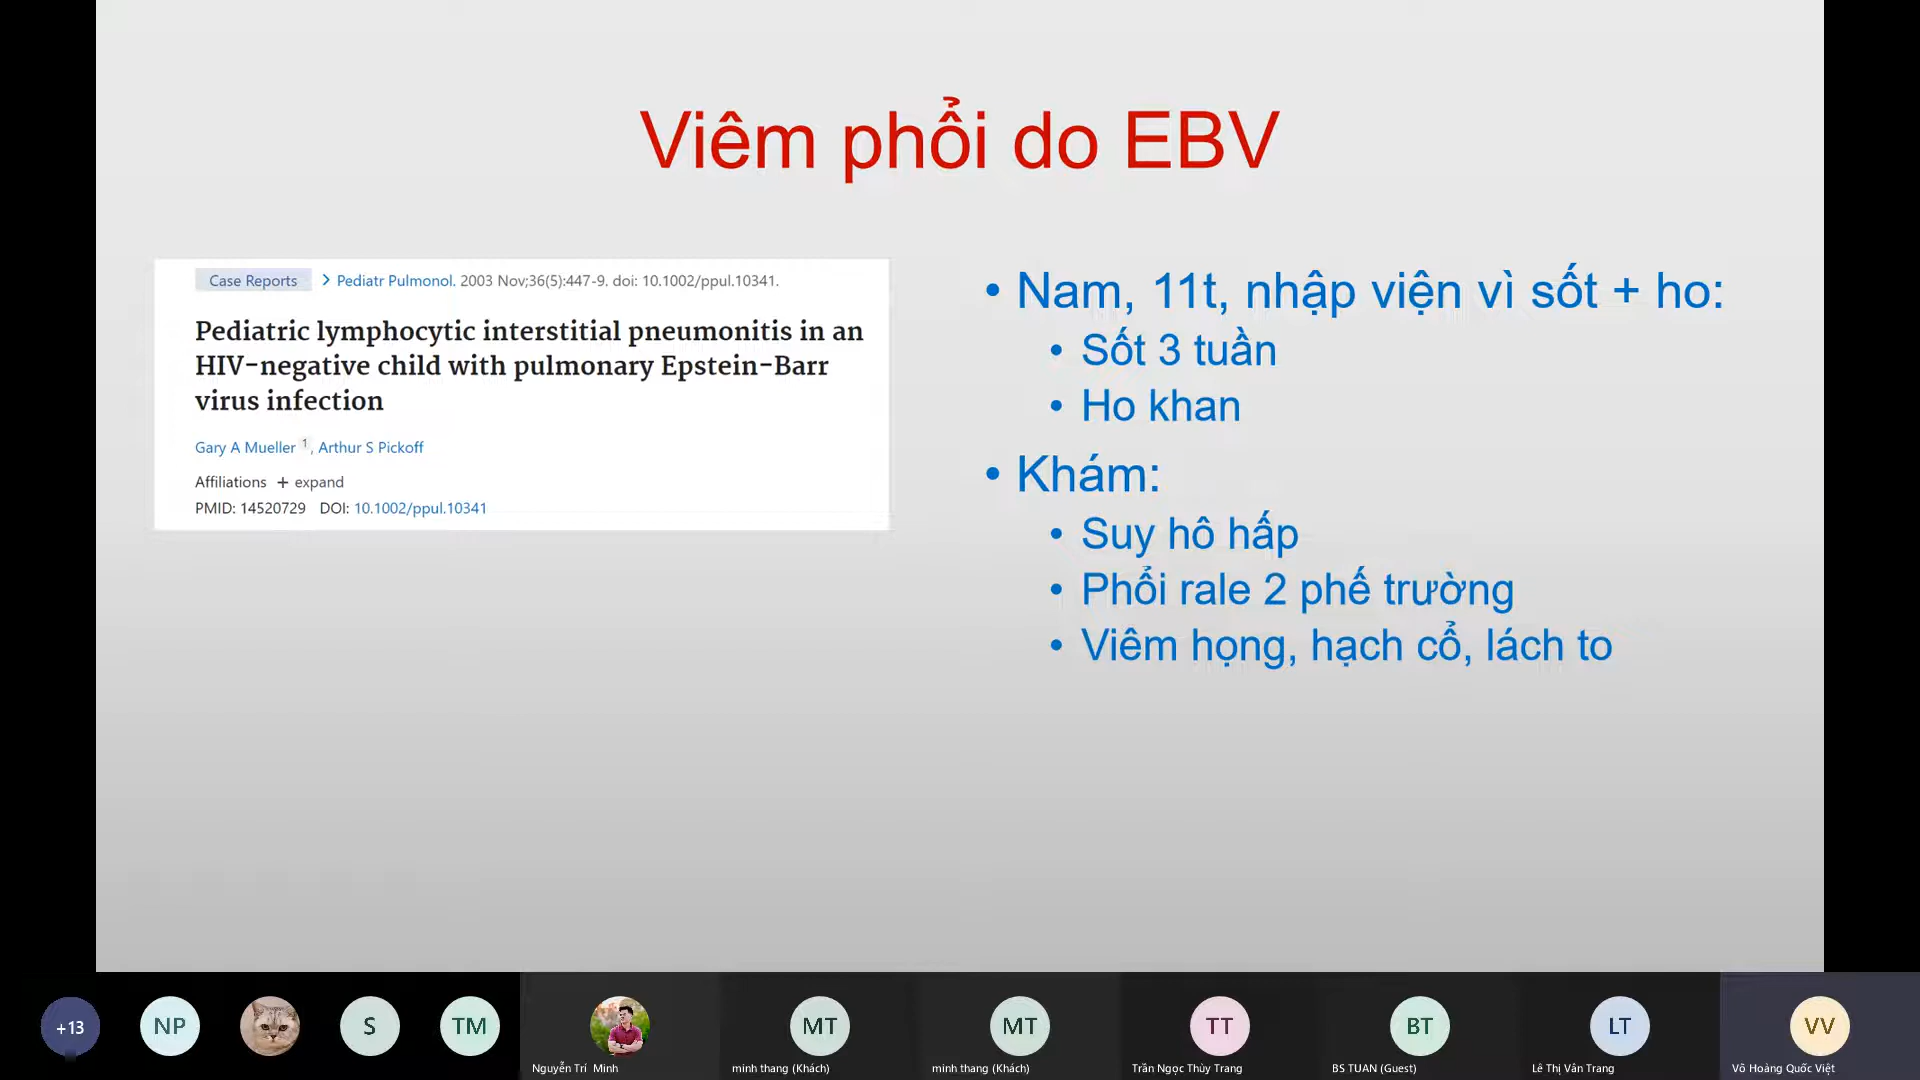 Viêm phổi do EBV
Case Reports > Pediatr Pulmonol. 2003 Nov;36(5):447-9. doi: 10.1002/ppul.10341.
Pediatric lymphocytic interstitial pneumonitis in an
HIV-negative child with pulmonary Epstein-Barr
virus infection
Gary A Mueller 1, Arthur S Pickoff
Affiliations + expand
PMID: 14520729 DOI: 10.1002/ppul.10341
• Nam, 11t, nhập viện vì sốt + ho:
• Sốt 3 tuần
• Ho khan
• Khám:
• Suy hô hấp
• Phổi rale 2 phế trường
• Viêm họng, hạch cổ, lách to
+13
NP
S
TM
MT
MT
TT
BT
LT
VV
Nguyễn Trí Minh
minh thang (Khách)
minh thang (Khách)
Trần Ngọc Thùy Trang
BS TUAN (Guest)
Lê Thị Vân Trang
Võ Hoàng Quốc Việt